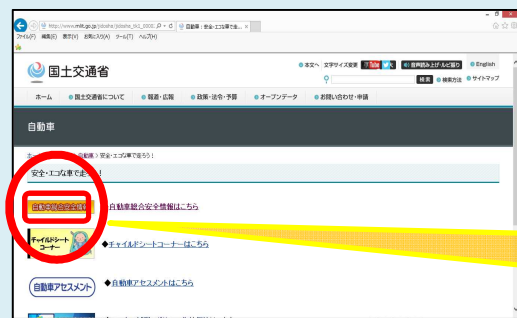 http://www.mlit.go.jp/jidosha/jidosha_tk1_0000
自動車：安全・エコな車で走...
ファイル(F) 編集(E) 表示(V) お気に入り(A) ツール(T) ヘルプ(H)
国土交通省
本文へ 文字サイズ変更 音声読み上げ・ルビ振り English
検索 検索方法 サイトマップ
ホーム 国土交通省について 報道・広報 政策・法令・予算 オープンデータ お問い合わせ・申請
自動車
自動車 > 安全・エコな車で走ろう！
安全・エコな車で走ろう！
自動車総合安全情報 自動車総合安全情報はこちら
チャイルドシート
コーナー
◆チャイルドシートコーナーはこちら
自動車アセスメント ◆自動車アセスメントはこちら